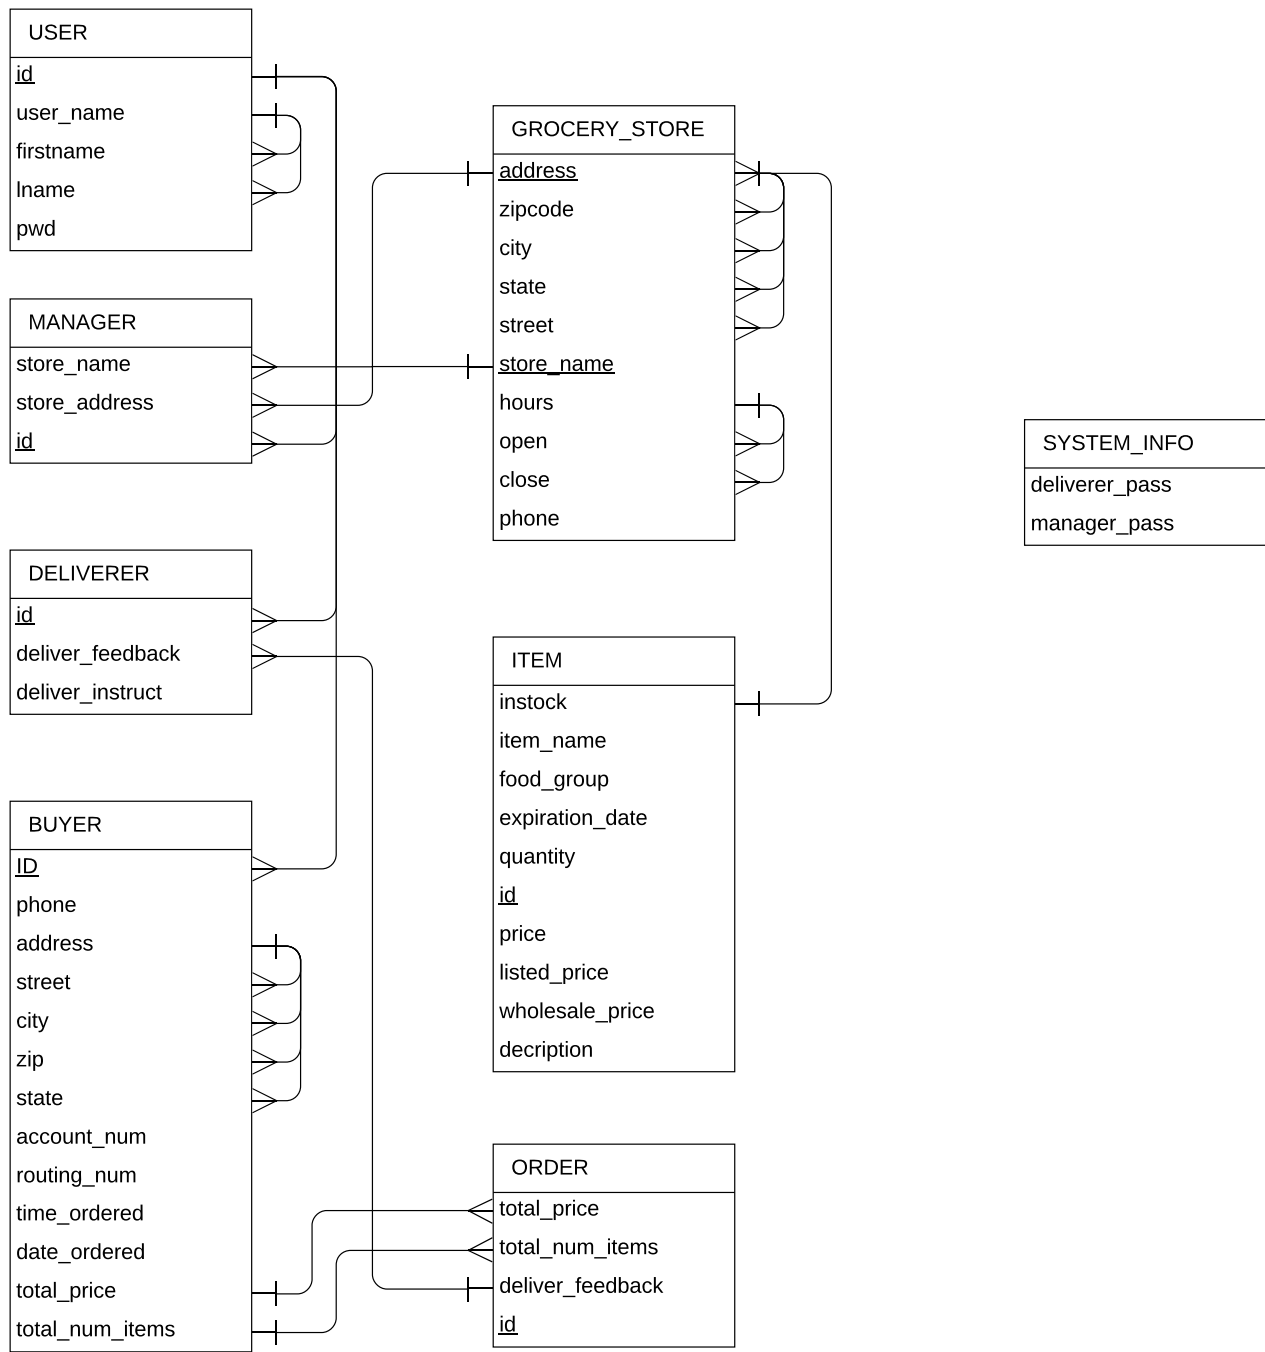 USER
id
user_name
firstname
lname
pwd
MANAGER
store_name
store_address
id
DELIVERER
id
deliver_feedback
deliver_instruct
BUYER
ID
phone
address
street
city
zip
state
account_num
routing_num
time_ordered
date_ordered
total_price
total_num_items
GROCERY_STORE
address
zipcode
city
state
street
store_name
hours
open
close
phone
ITEM
instock
item_name
food_group
expiration_date
quantity
id
price
listed_price
wholesale_price
decription
ORDER
total_price
total_num_items
deliver_feedback
id
SYSTEM_INFO
deliverer_pass
manager_pass